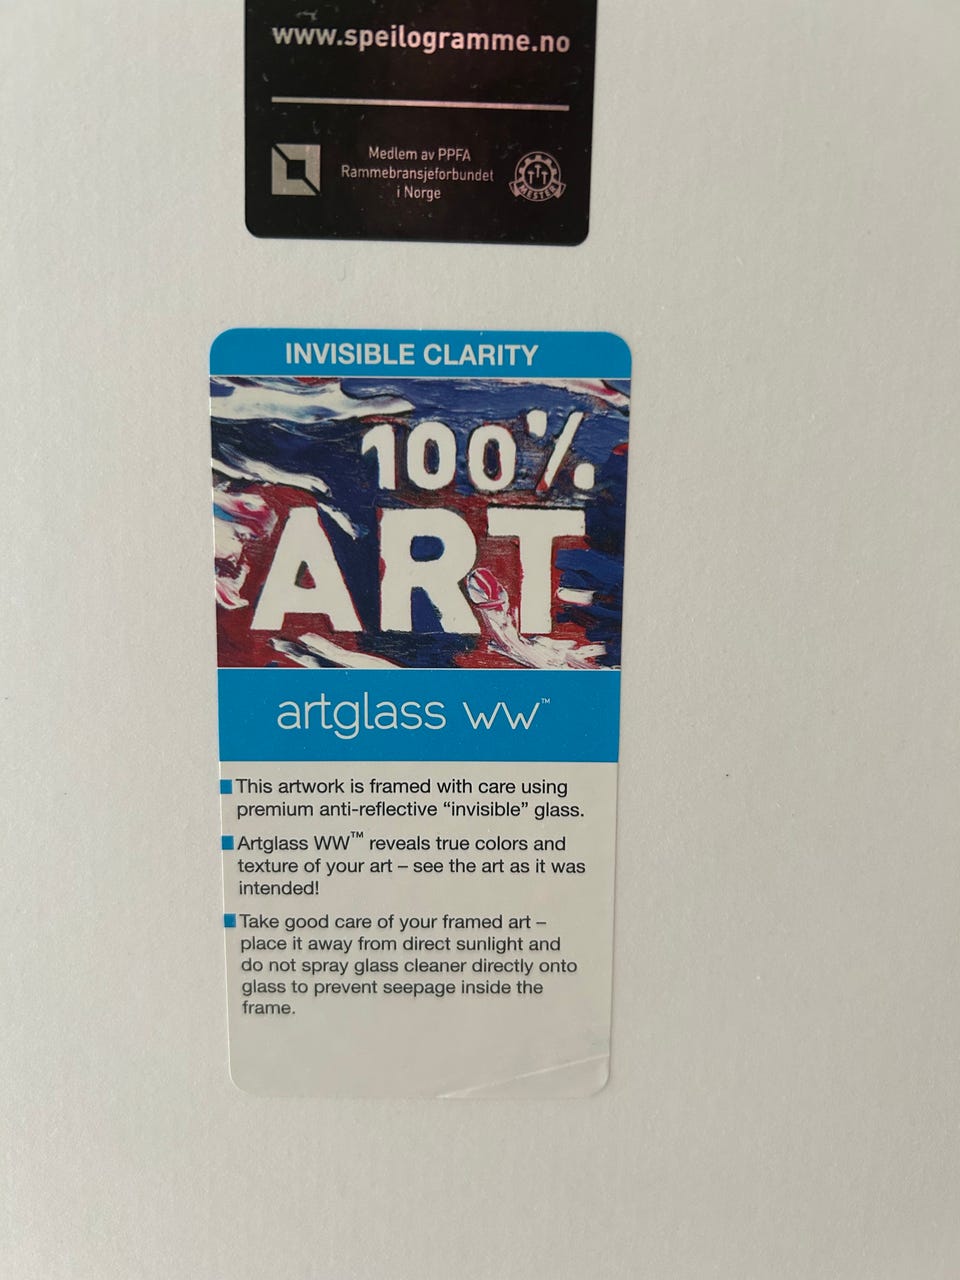 www.speilogramme.no
Medlem av PPFA
Rammebransjeforbundet
i Norge
MESTER
INVISIBLE CLARITY
100%
ART
artglass ww™
This artwork is framed with care using
premium anti-reflective “invisible” glass.
Artglass WW™ reveals true colors and
texture of your art – see the art as it was
intended!
Take good care of your framed art –
place it away from direct sunlight and
do not spray glass cleaner directly onto
glass to prevent seepage inside the
frame.